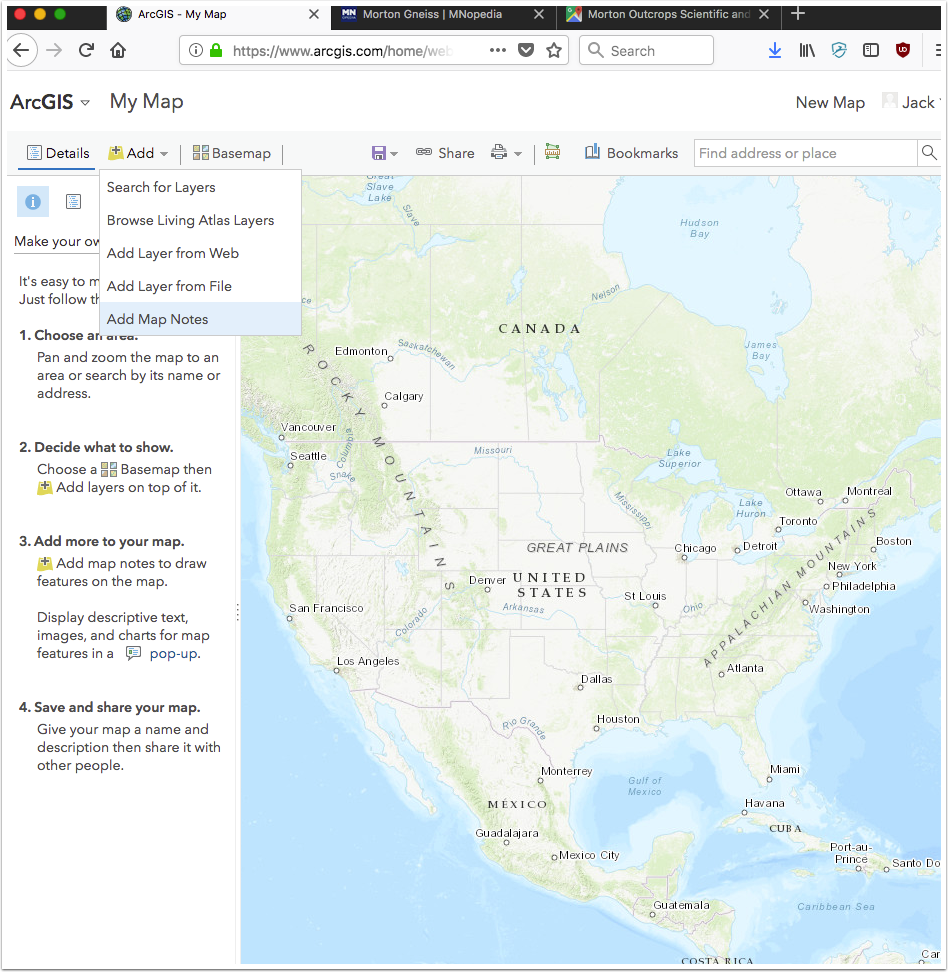 ArcGIS - My Map
Morton Gneiss | MNopedia
Morton Outcrops Scientific and
https://www.arcgis.com/home/web
Search
ArcGIS
My Map
New Map
Jack
Details
Add
Basemap
Share
Bookmarks
Find address or place
Search for Layers
Browse Living Atlas Layers
Add Layer from Web
Add Layer from File
Add Map Notes
Make your ow
It's easy to m
Just follow th
1. Choose an area.
Pan and zoom the map to an
area or search by its name or
address.
2. Decide what to show.
Choose a Basemap then
Add layers on top of it.
3. Add more to your map.
Add map notes to draw
features on the map.
Display descriptive text,
images, and charts for map
features in a pop-up.
4. Save and share your map.
Give your map a name and
description then share it with
other people.
Great
Slave
Lake
Slave
Hudson
Bay
Nelson
CANADA
James
Bay
Edmonton
Saskatchewan
ROCKY MOUNTAINS
Calgary
Vancouver
Columbia
Seattle
Snake
Missouri
Lake
Superior
Mississippi
Ottawa
Montreal
Lake
Huron
Toronto
GREAT PLAINS
Chicago
Detroit
Boston
APPALACHIAN MOUNTAINS
New York
Philadelphia
Denver
UNITED
STATES
St Louis
Ohio
Washington
San Francisco
Colorado
Arkansas
Los Angeles
Atlanta
Dallas
Rio Grande
Houston
Monterrey
Gulf of
Mexico
Miami
MÉXICO
Havana
CUBA
Guadalajara
Mexico City
Port-au-
Prince
Santo Do
Guatemala
Caribbean Sea
COSTA RICA
Car